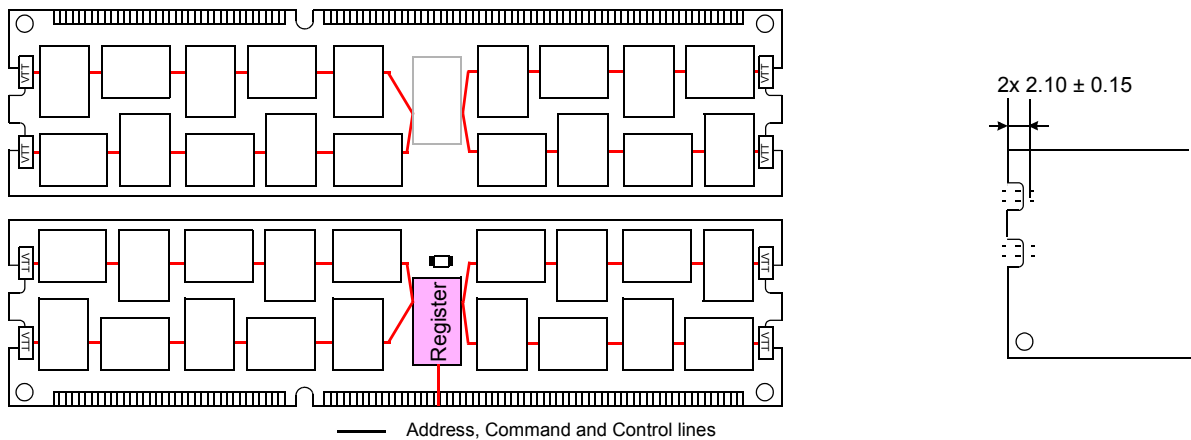 VTT
VTT
VTT
VTT
2x 2.10 ± 0.15
VTT
VTT
Register
VTT
VTT
Address, Command and Control lines